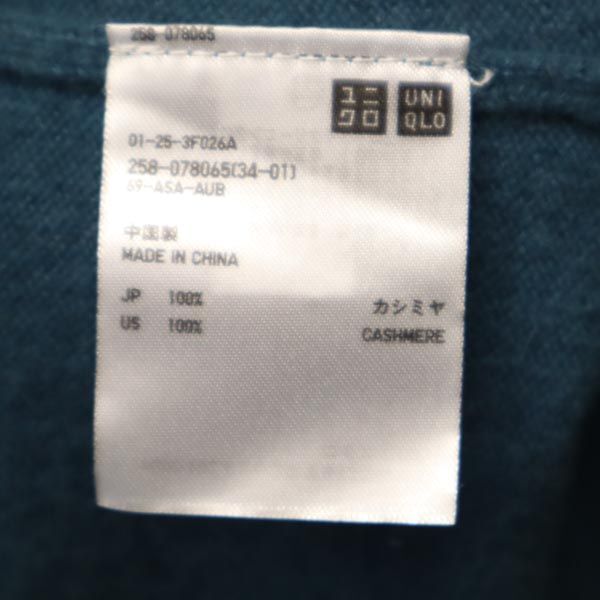 258 078065
ユニ
クロ
UNI
QLO
01-25-3F026A
258-078065(34-01)
69-ASA-AUB
中国製
MADE IN CHINA
JP 100% カシミヤ
US 100% CASHMERE